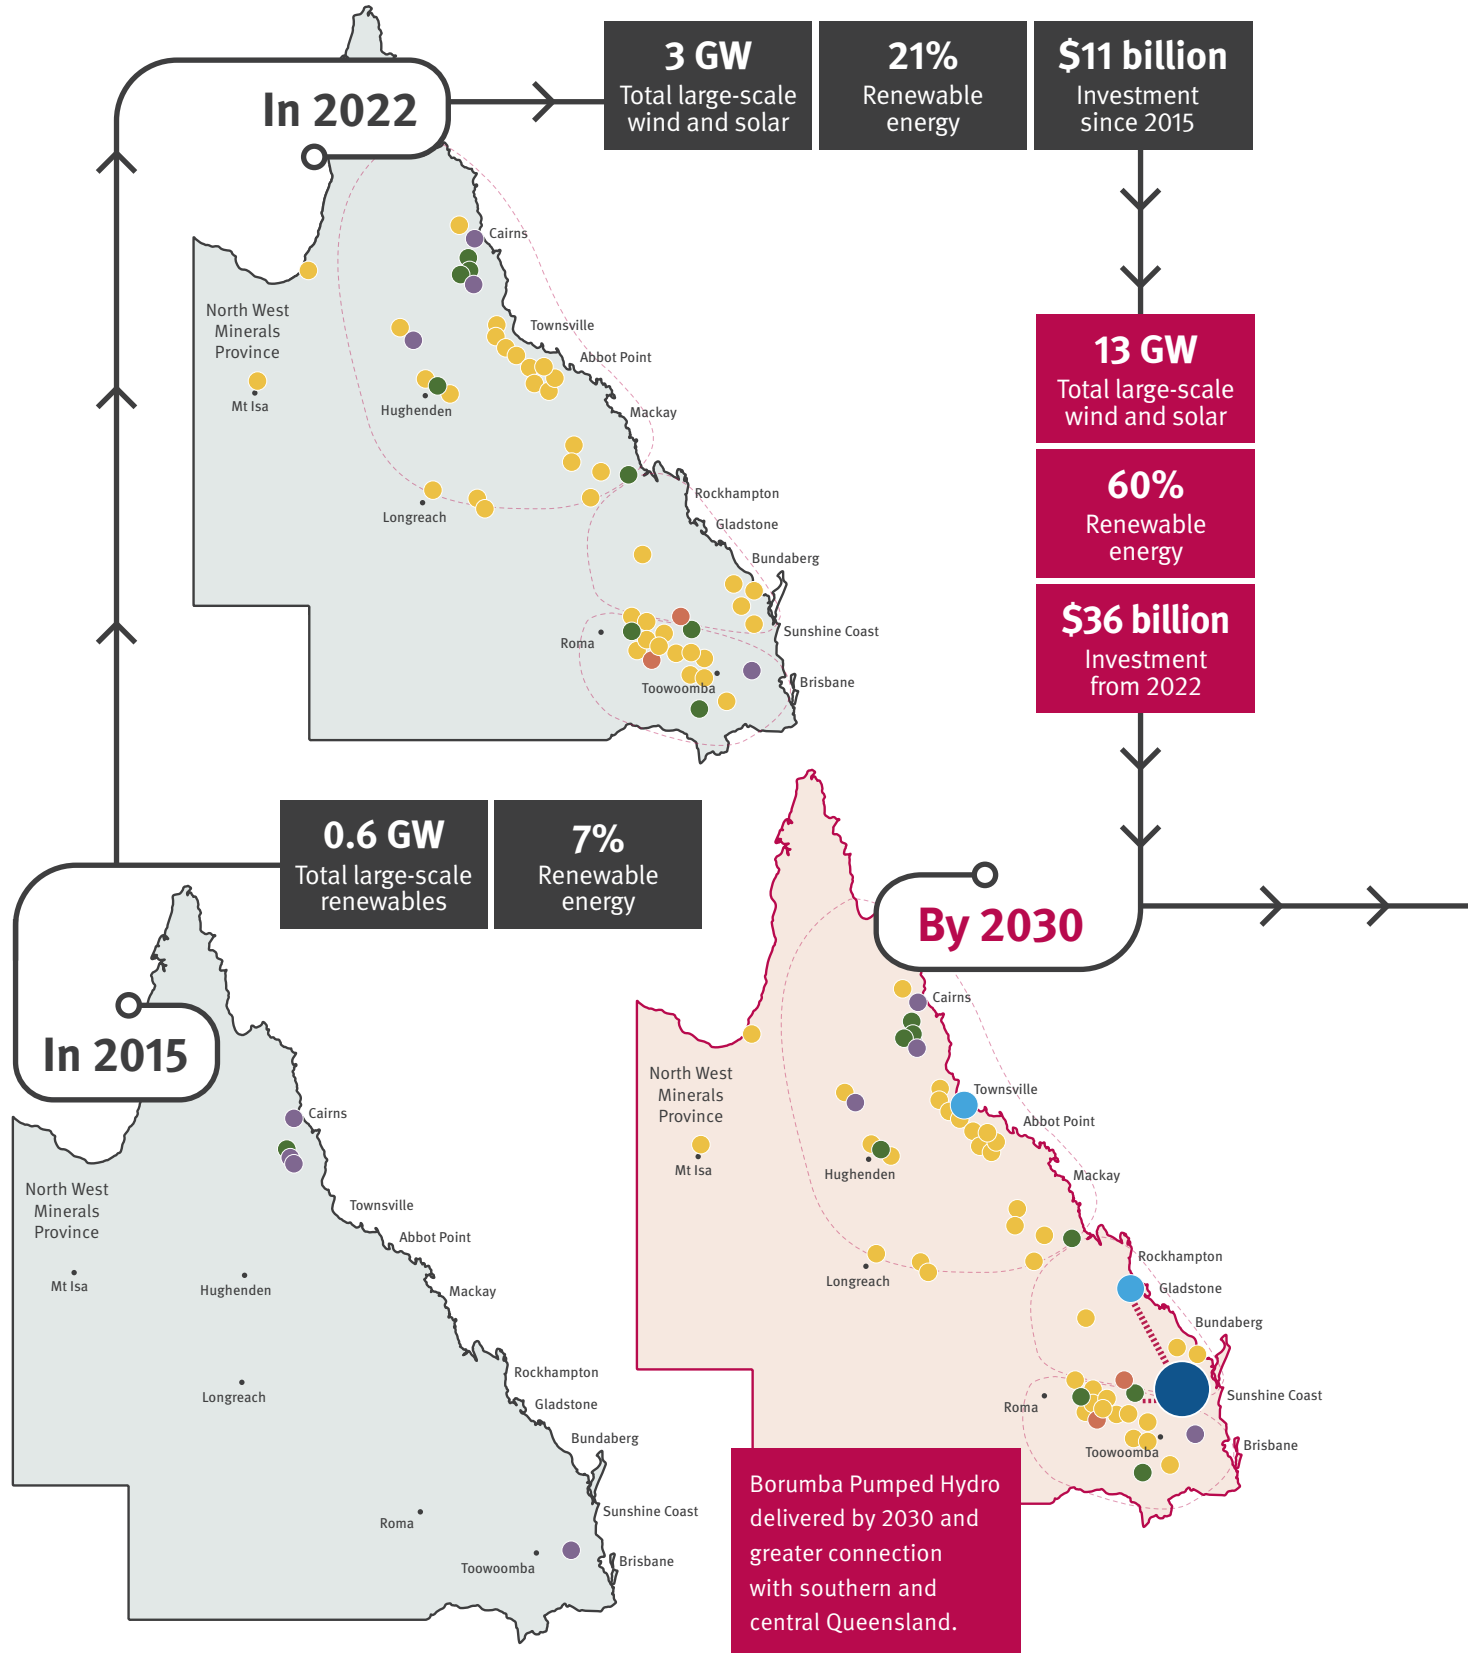 In 2022
3 GW
Total large-scale
wind and solar
21%
Renewable
energy
$11 billion
Investment
since 2015
Cairns
North West
Minerals
Province
Mt Isa
Townsville
Abbot Point
Hughenden
Mackay
Longreach
Rockhampton
Gladstone
Bundaberg
Roma
Sunshine Coast
Toowoomba
Brisbane
13 GW
Total large-scale
wind and solar
60%
Renewable
energy
$36 billion
Investment
from 2022
0.6 GW
Total large-scale
renewables
7%
Renewable
energy
In 2015
Cairns
North West
Minerals
Province
Mt Isa
Townsville
Abbot Point
Hughenden
Mackay
Longreach
Rockhampton
Gladstone
Bundaberg
Roma
Sunshine Coast
Toowoomba
Brisbane
By 2030
Cairns
North West
Minerals
Province
Mt Isa
Townsville
Abbot Point
Hughenden
Mackay
Longreach
Rockhampton
Gladstone
Bundaberg
Roma
Sunshine Coast
Toowoomba
Brisbane
Borumba Pumped Hydro
delivered by 2030 and
greater connection
with southern and
central Queensland.